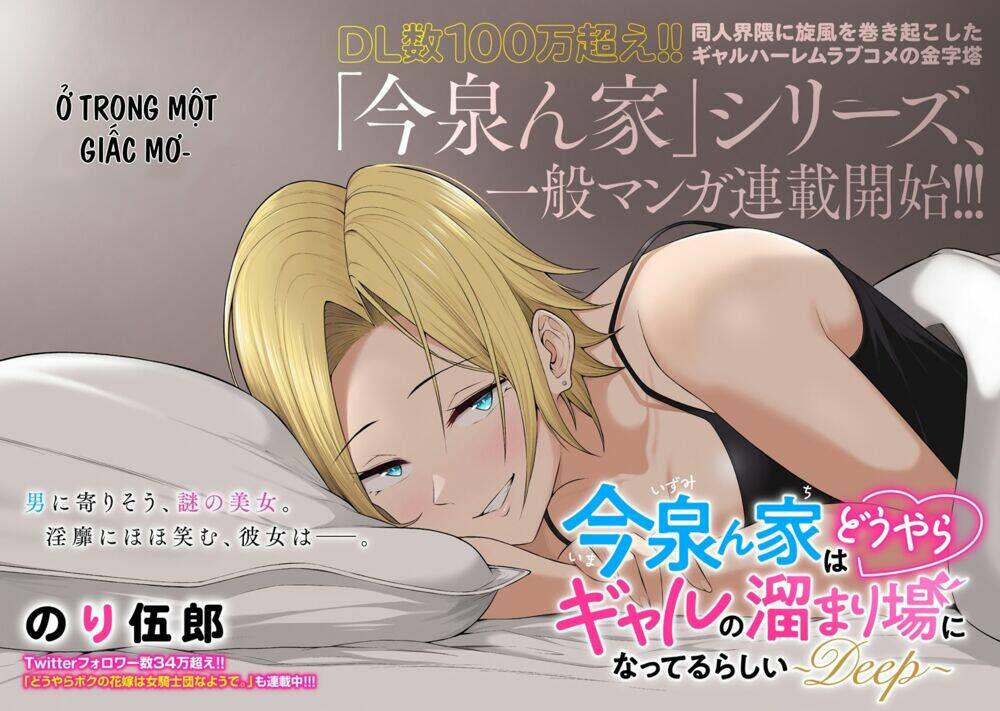 DL数100万超え!!
同人界隈に旋風を巻き起こした
ギャルハーレムラブコメの金字塔
「今泉ん家」シリーズ、
一般マンガ連載開始!!!
Ở TRONG MỘT
GIẤC MƠ-
男に寄りそう、謎の美女。
淫靡にほほ笑む、彼女は——。
のり伍郎
Twitterフォロワー数34万超え!!
「どうやらボクの花嫁は女騎士団なようで。」も連載中!!!
いまいずみ ち
今泉ん家はどうやら
ギャルの溜まり場に
なってるらしい~Deep~